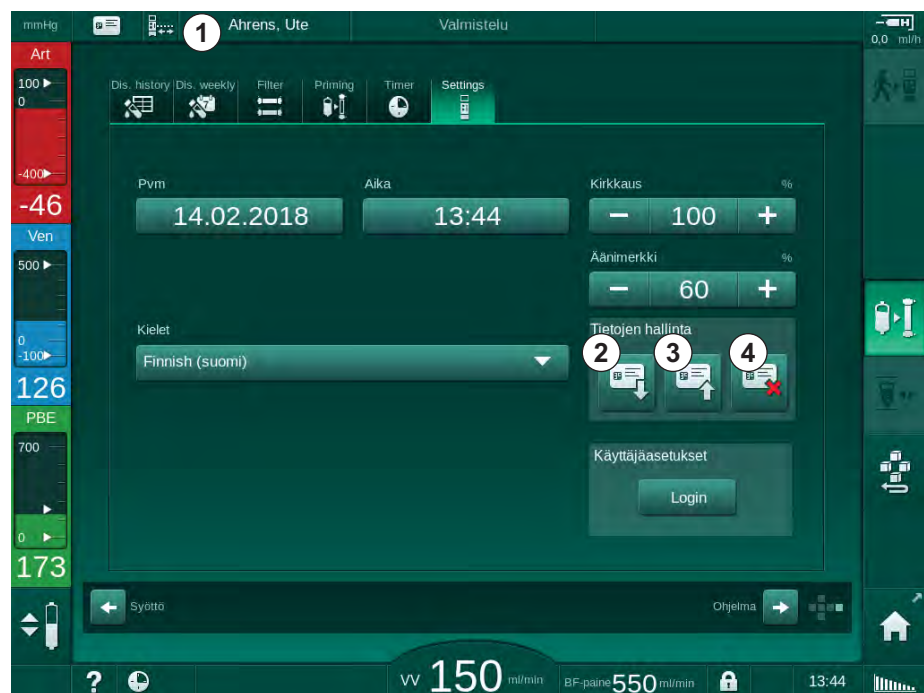 mmHg
1
Ahrens, Ute
Valmistelu
0,0 ml/h
Art
100
0
-400
-46
Ven
500
0
-100
126
PBE
700
0
173
Dis. history Dis. weekly Filter Priming Timer Settings
7
Pvm Aika Kirkkaus %
14.02.2018 13:44 − 100 +
Äänimerkki %
− 60 +
Kielet Tietojen hallinta
Finnish (suomi)
2 3 4
Käyttäjäasetukset
Login
Syöttö Ohjelma
? VV 150 ml/min BF-paine 550 ml/min 13:44